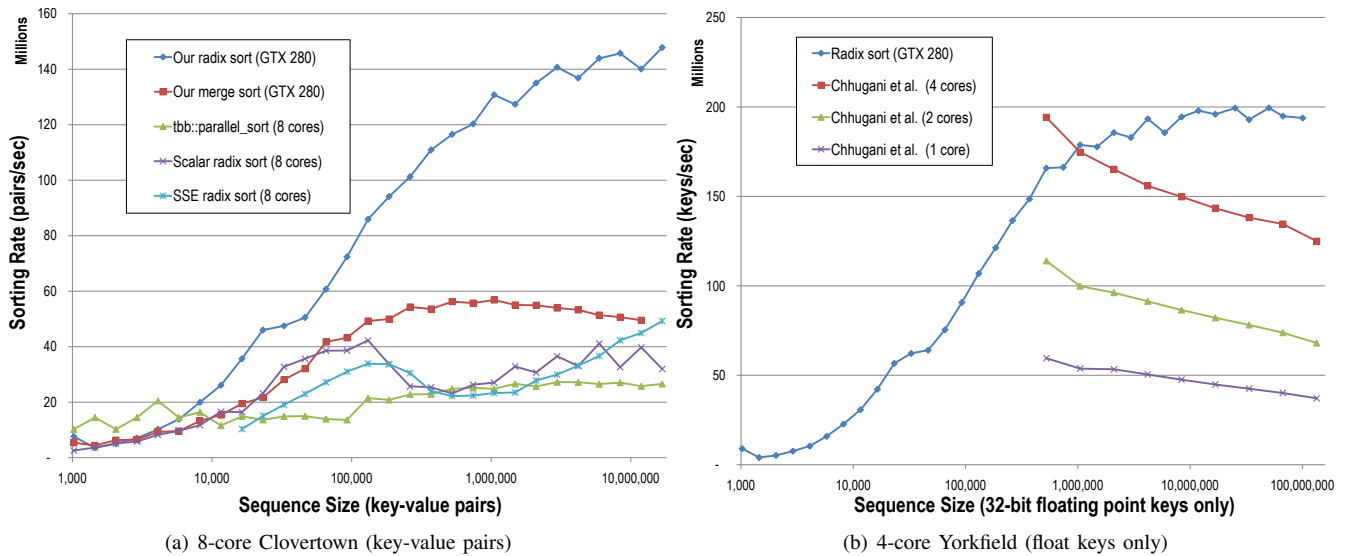 Millions
160
140
120
100
80
60
40
20
-
Sorting Rate (pairs/sec)
Our radix sort (GTX 280)
Our merge sort (GTX 280)
tbb::parallel_sort (8 cores)
Scalar radix sort (8 cores)
SSE radix sort (8 cores)
1,000
10,000
100,000
1,000,000
10,000,000
Sequence Size (key-value pairs)
(a) 8-core Clovertown (key-value pairs)
Millions
250
200
150
100
50
-
Sorting Rate (keys/sec)
Radix sort (GTX 280)
Chhugani et al. (4 cores)
Chhugani et al. (2 cores)
Chhugani et al. (1 core)
1,000
10,000
100,000
1,000,000
10,000,000
100,000,000
Sequence Size (32-bit floating point keys only)
(b) 4-core Yorkfield (float keys only)